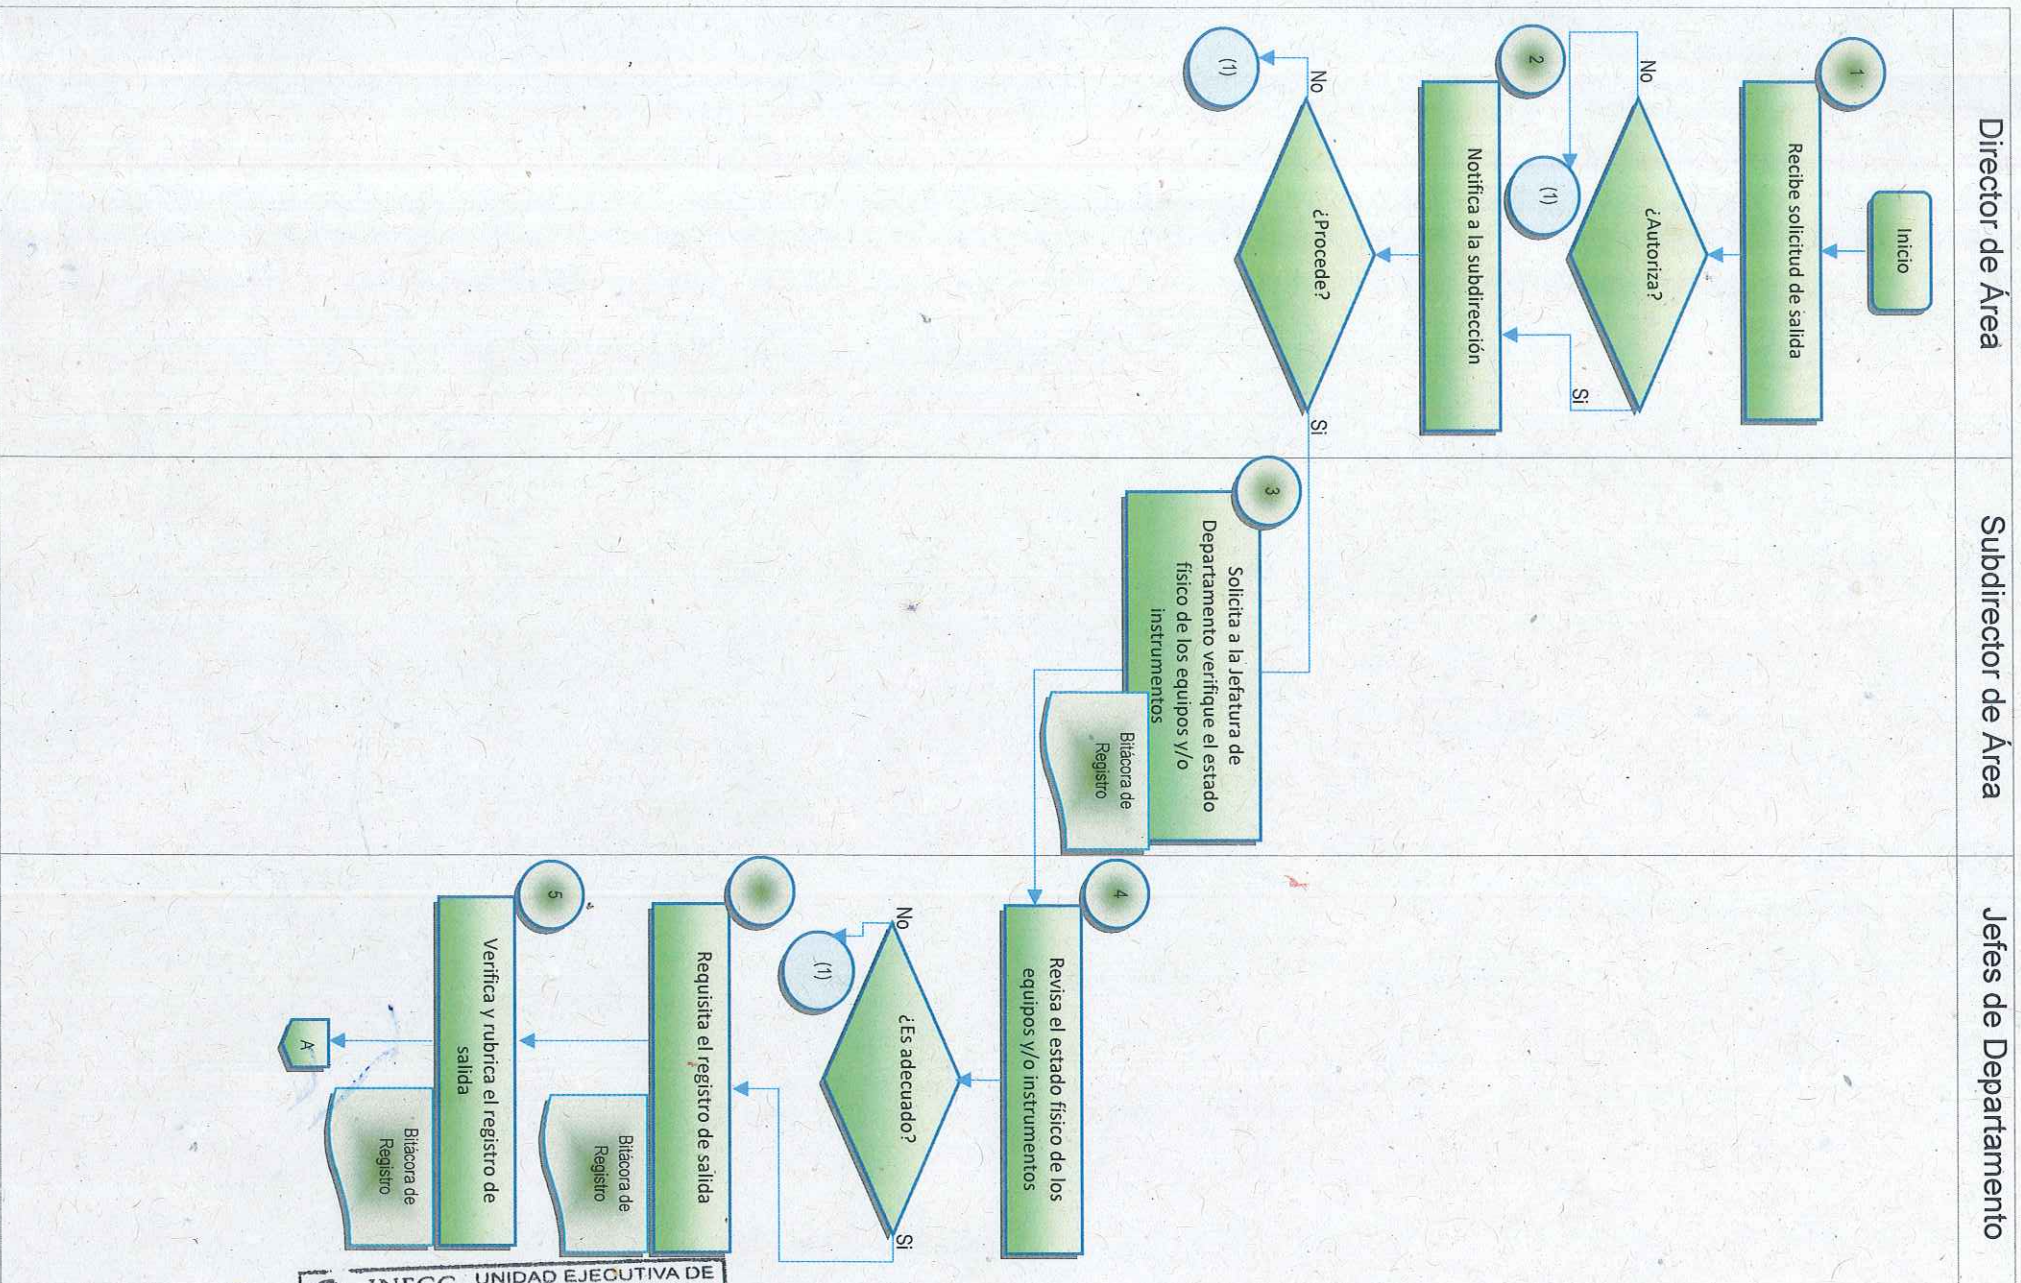 Director de Área
Subdirector de Área
Jefes de Departamento
Inicio
1
Recibe solicitud de salida
¿Autoriza?
No
(1)
Si
2
Notifica a la subdirección
¿Procede?
No
(1)
Si
3
Solicita a la Jefatura de
Departamento verifique el estado
físico de los equipos y/o
instrumentos
Bitácora de
Registro
4
Revisa el estado físico de los
equipos y/o instrumentos
¿Es adecuado?
No
(1)
Si
Requisita el registro de salida
Bitácora de
Registro
5
Verifica y rubrica el registro de
salida
Bitácora de
Registro
A
UNIDAD EJECUTIVA DE
INECC